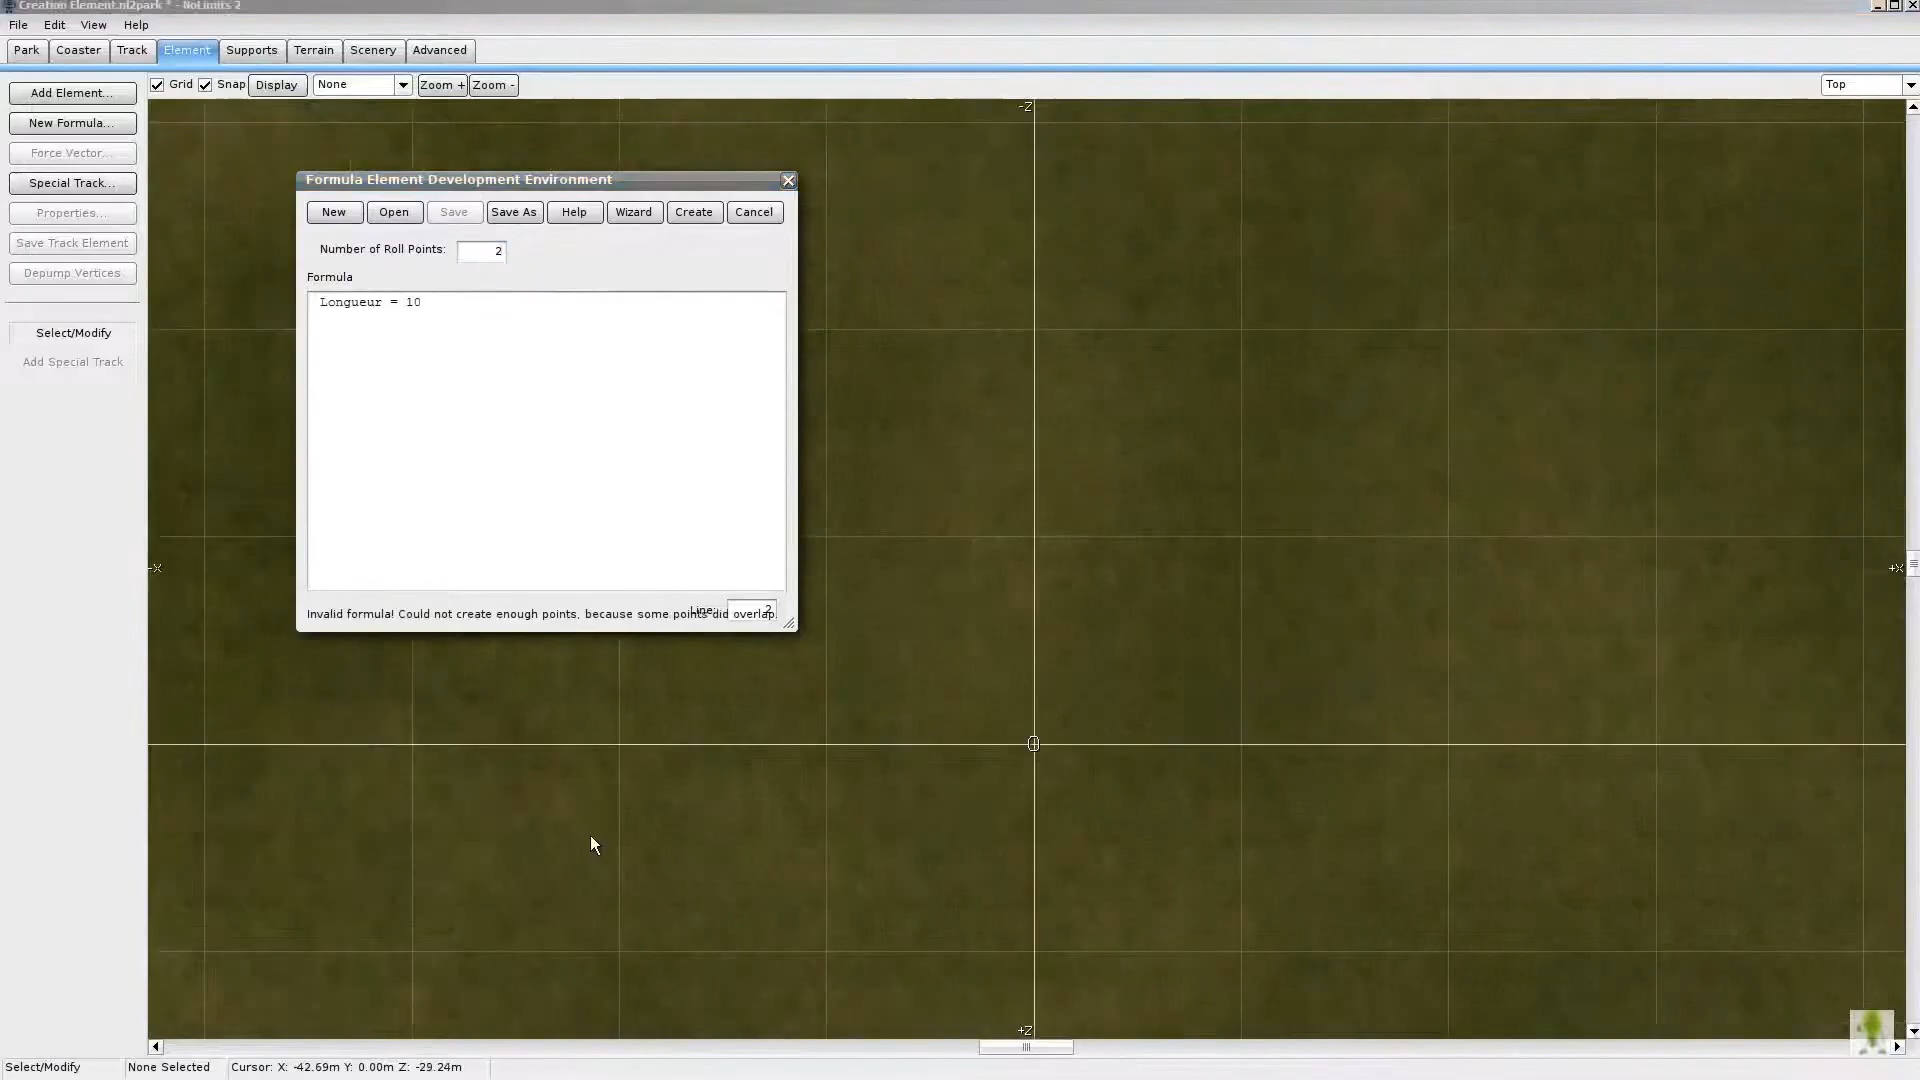 Creation Element.nl2park * - NoLimits 2
File Edit View Help
Park Coaster Track Element Supports Terrain Scenery Advanced
Grid Snap Display None Zoom + Zoom - Top
Add Element...
New Formula...
Force Vector...
Special Track...
Properties...
Save Track Element
Depump Vertices
Select/Modify
Add Special Track
-Z
Formula Element Development Environment
New Open Save Save As Help Wizard Create Cancel
Number of Roll Points: 2
Formula
Longueur = 10
Line: 2
Invalid formula! Could not create enough points, because some points did overlap.
-X
+X
0
+Z
Select/Modify None Selected Cursor: X: -42.69m Y: 0.00m Z: -29.24m